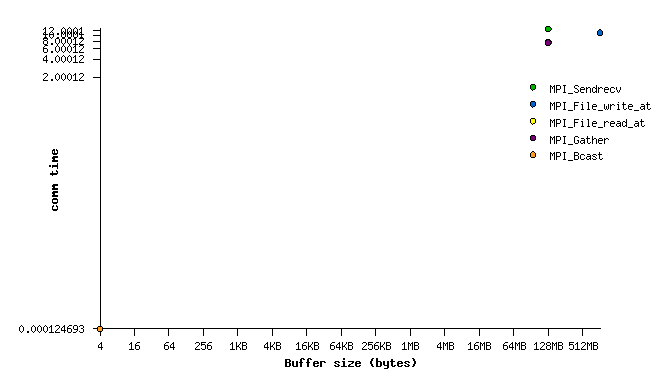 12.0001
10.0001
8.00012
6.00012
4.00012
2.00012
MPI_Sendrecv
MPI_File_write_at
MPI_File_read_at
MPI_Gather
MPI_Bcast
comm time
0.000124693
4 16 64 256 1KB 4KB 16KB 64KB 256KB 1MB 4MB 16MB 64MB 128MB 512MB
Buffer size (bytes)